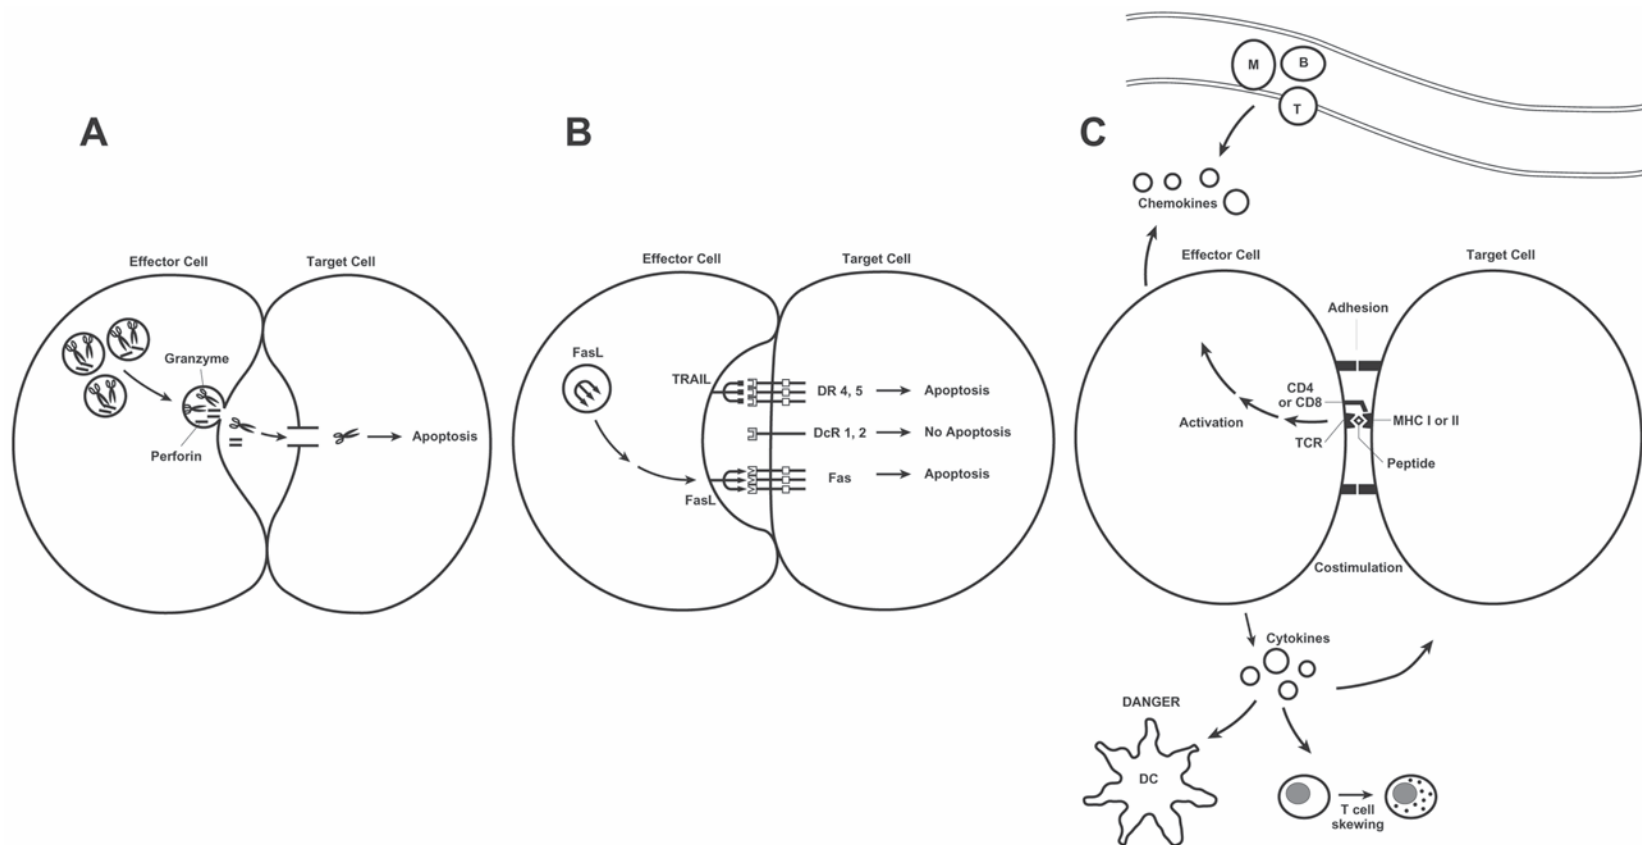 A
Effector Cell
Target Cell
Granzyme
Perforin
Apoptosis
B
Effector Cell
Target Cell
FasL
TRAIL
DR 4, 5
Apoptosis
DcR 1, 2
No Apoptosis
Fas
Apoptosis
FasL
C
M
B
T
Chemokines
Effector Cell
Target Cell
Adhesion
CD4
or CD8
Activation
TCR
MHC I or II
Peptide
Costimulation
Cytokines
DANGER
DC
T cell
skewing